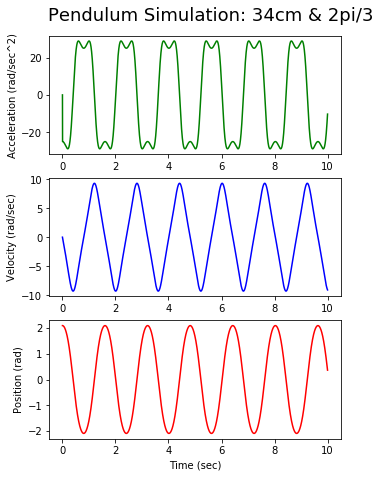 Pendulum Simulation: 34cm & 2pi/3
Acceleration (rad/sec^2)
20
0
−20
0 2 4 6 8 10
Velocity (rad/sec)
10
5
0
−5
−10
0 2 4 6 8 10
Position (rad)
2
1
0
−1
−2
0 2 4 6 8 10
Time (sec)